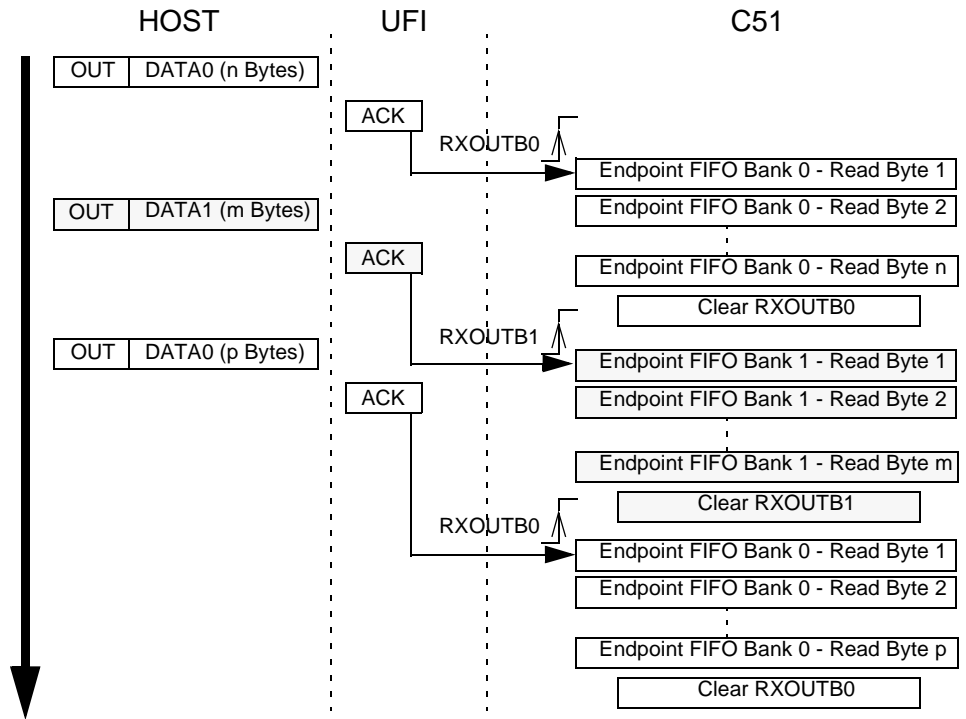 HOST UFI C51
OUT DATA0 (n Bytes)
ACK
RXOUTB0
Endpoint FIFO Bank 0 - Read Byte 1
OUT DATA1 (m Bytes)
Endpoint FIFO Bank 0 - Read Byte 2
ACK
Endpoint FIFO Bank 0 - Read Byte n
Clear RXOUTB0
RXOUTB1
OUT DATA0 (p Bytes)
Endpoint FIFO Bank 1 - Read Byte 1
ACK
Endpoint FIFO Bank 1 - Read Byte 2
Endpoint FIFO Bank 1 - Read Byte m
Clear RXOUTB1
RXOUTB0
Endpoint FIFO Bank 0 - Read Byte 1
Endpoint FIFO Bank 0 - Read Byte 2
Endpoint FIFO Bank 0 - Read Byte p
Clear RXOUTB0